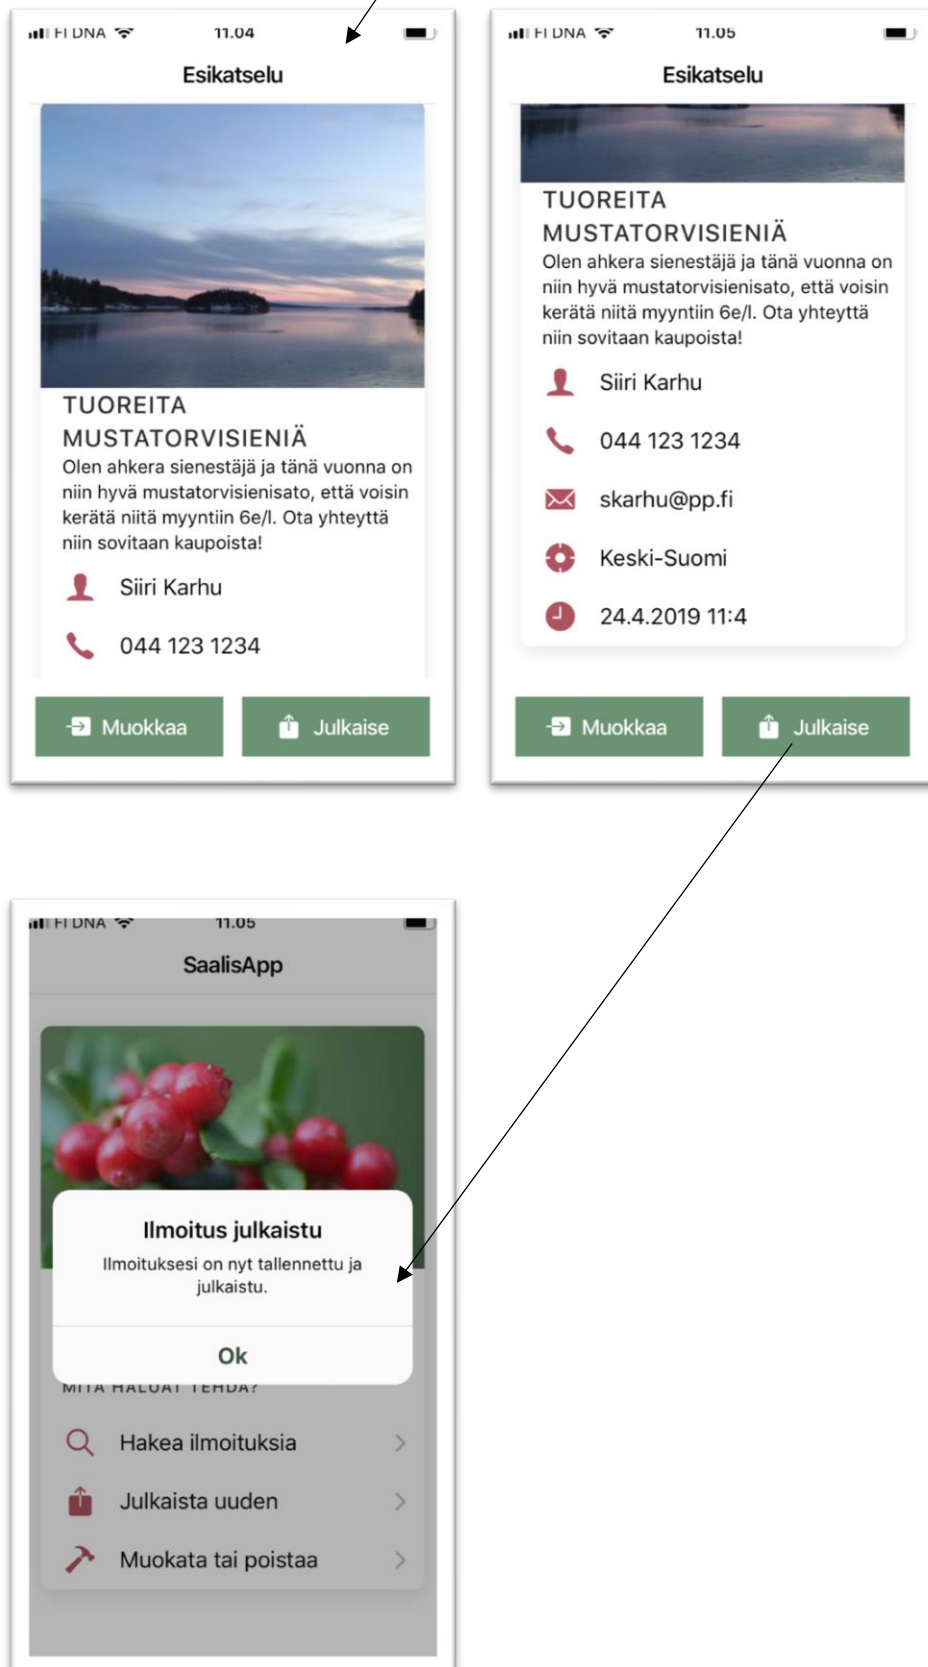 FI DNA 11.04
Esikatselu
TUOREITA
MUSTATORVISIENIÄ
Olen ahkera sienestäjä ja tänä vuonna on
niin hyvä mustatorvisienisato, että voisin
kerätä niitä myyntiin 6e/l. Ota yhteyttä
niin sovitaan kaupoista!
Siiri Karhu
044 123 1234
Muokkaa
Julkaise
FI DNA 11.05
Esikatselu
TUOREITA
MUSTATORVISIENIÄ
Olen ahkera sienestäjä ja tänä vuonna on
niin hyvä mustatorvisienisato, että voisin
kerätä niitä myyntiin 6e/l. Ota yhteyttä
niin sovitaan kaupoista!
Siiri Karhu
044 123 1234
skarhu@pp.fi
Keski-Suomi
24.4.2019 11:4
Muokkaa
Julkaise
FI DNA 11.05
SaalisApp
Ilmoitus julkaistu
Ilmoituksesi on nyt tallennettu ja
julkaistu.
Ok
MITÄ HALUAT TEHDÄ?
Hakea ilmoituksia
Julkaista uuden
Muokata tai poistaa